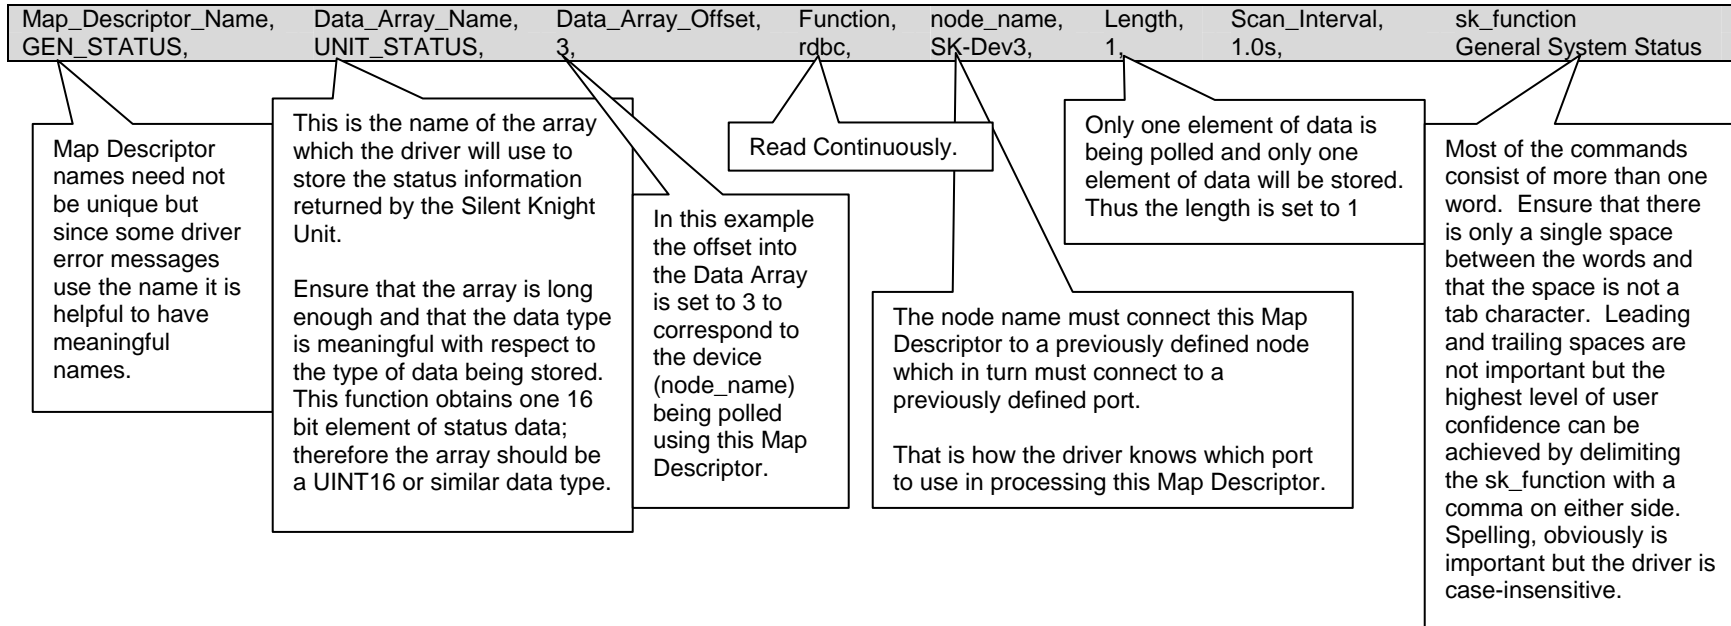 Map_Descriptor_Name, Data_Array_Name, Data_Array_Offset, Function, node_name, Length, Scan_Interval, sk_function
GEN_STATUS, UNIT_STATUS, 3, rdbc, SK-Dev3, 1, 1.0s, General System Status
Map Descriptor
names need not
be unique but
since some driver
error messages
use the name it is
helpful to have
meaningful
names.
This is the name of the array
which the driver will use to
store the status information
returned by the Silent Knight
Unit.
Ensure that the array is long
enough and that the data type
is meaningful with respect to
the type of data being stored.
This function obtains one 16
bit element of status data;
therefore the array should be
a UINT16 or similar data type.
In this example
the offset into
the Data Array
is set to 3 to
correspond to
the device
(node_name)
being polled
using this Map
Descriptor.
Read Continuously.
The node name must connect this Map
Descriptor to a previously defined node
which in turn must connect to a
previously defined port.
That is how the driver knows which port
to use in processing this Map Descriptor.
Only one element of data is
being polled and only one
element of data will be stored.
Thus the length is set to 1
Most of the commands
consist of more than one
word. Ensure that there
is only a single space
between the words and
that the space is not a
tab character. Leading
and trailing spaces are
not important but the
highest level of user
confidence can be
achieved by delimiting
the sk_function with a
comma on either side.
Spelling, obviously is
important but the driver is
case-insensitive.